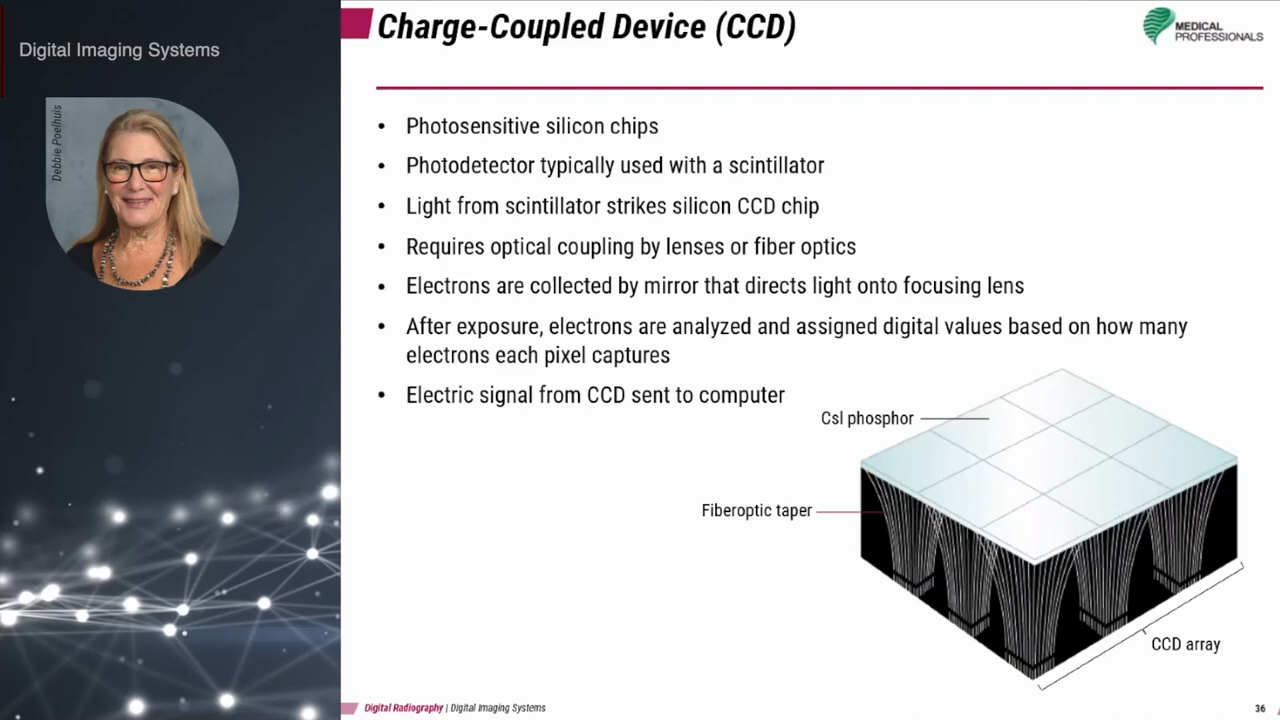 Digital Imaging Systems
Debbie Poelhuis
Charge-Coupled Device (CCD)
MEDICAL
PROFESSIONALS
• Photosensitive silicon chips
• Photodetector typically used with a scintillator
• Light from scintillator strikes silicon CCD chip
• Requires optical coupling by lenses or fiber optics
• Electrons are collected by mirror that directs light onto focusing lens
• After exposure, electrons are analyzed and assigned digital values based on how many
electrons each pixel captures
• Electric signal from CCD sent to computer
CsI phosphor
Fiberoptic taper
CCD array
Digital Radiography | Digital Imaging Systems
36